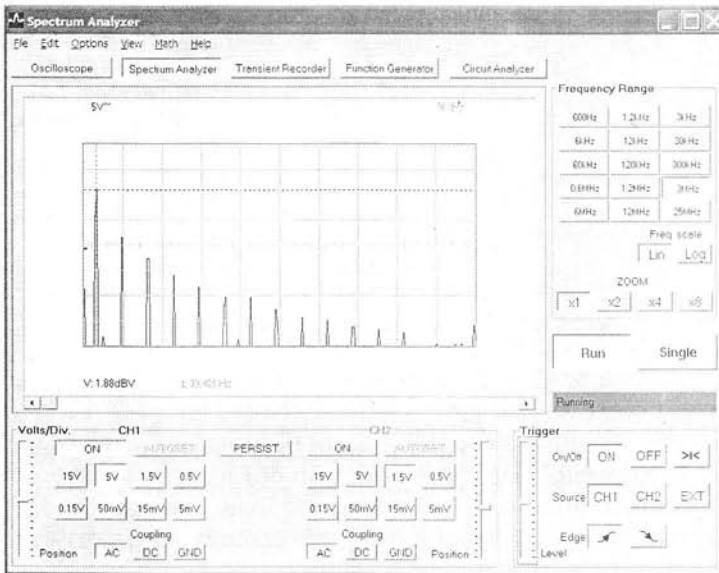 Spectrum Analyzer
File Edit Options View Math Help
Oscilloscope Spectrum Analyzer Transient Recorder Function Generator Circuit Analyzer
5V~
V: 1.88dBV
Frequency Range
600Hz 1.2kHz 3kHz
6kHz 12kHz 30kHz
60kHz 120kHz 300kHz
0.6MHz 1.2MHz 3MHz
6MHz 12MHz 25MHz
Freq. scale
Lin Log
ZOOM
x1 x2 x4 x8
Run Single
Running
Volts/Div. CH1 CH2
ON AUTOSET PERSIST ON AUTOSET
15V 5V 1.5V 0.5V 15V 5V 1.5V 0.5V
0.15V 50mV 15mV 5mV 0.15V 50mV 15mV 5mV
Coupling Coupling
Position AC DC GND AC DC GND Position
Trigger
On/Off ON OFF >I<
Source CH1 CH2 EXT
Edge
Level